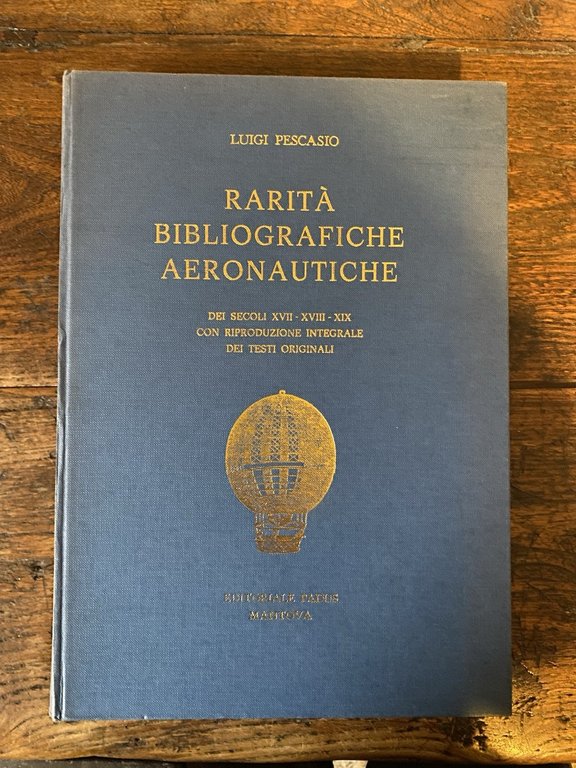 LUIGI PESCASIO
RARITÀ
BIBLIOGRAFICHE
AERONAUTICHE
DEI SECOLI XVII - XVIII - XIX
CON RIPRODUZIONE INTEGRALE
DEI TESTI ORIGINALI
EDITORIALE PADUS
MANTOVA